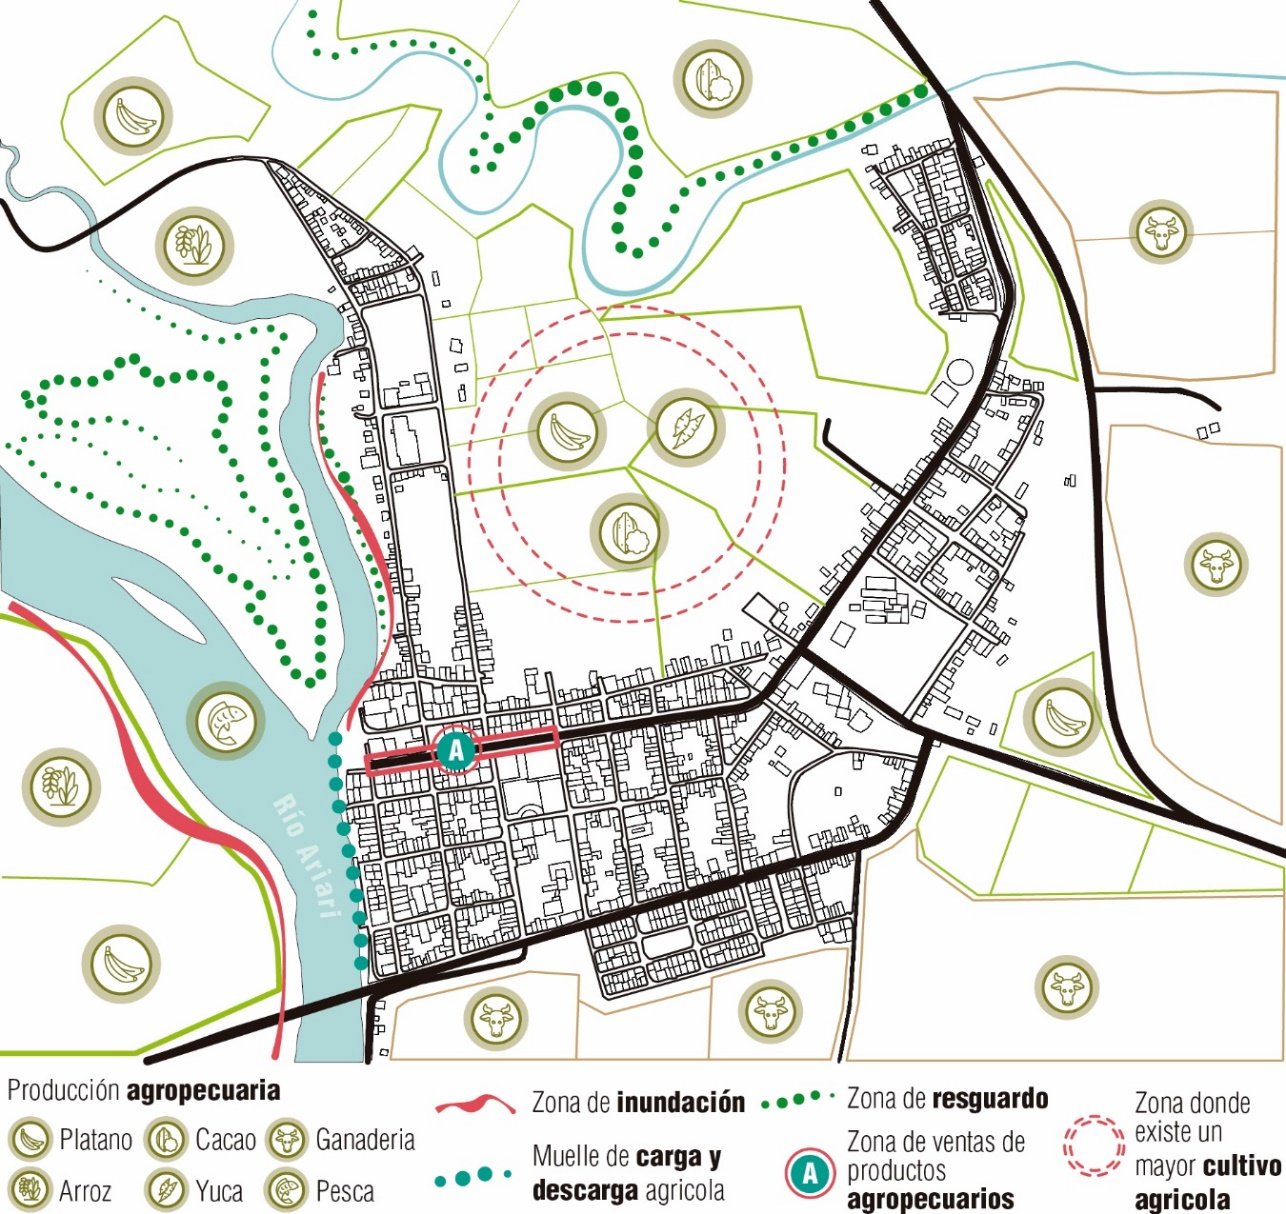 A
Río Ariari
Producción agropecuaria
Platano
Cacao
Ganaderia
Arroz
Yuca
Pesca
Zona de inundación
Muelle de carga y
descarga agricola
Zona de resguardo
A
Zona de ventas de
productos
agropecuarios
Zona donde
existe un
mayor cultivo
agricola